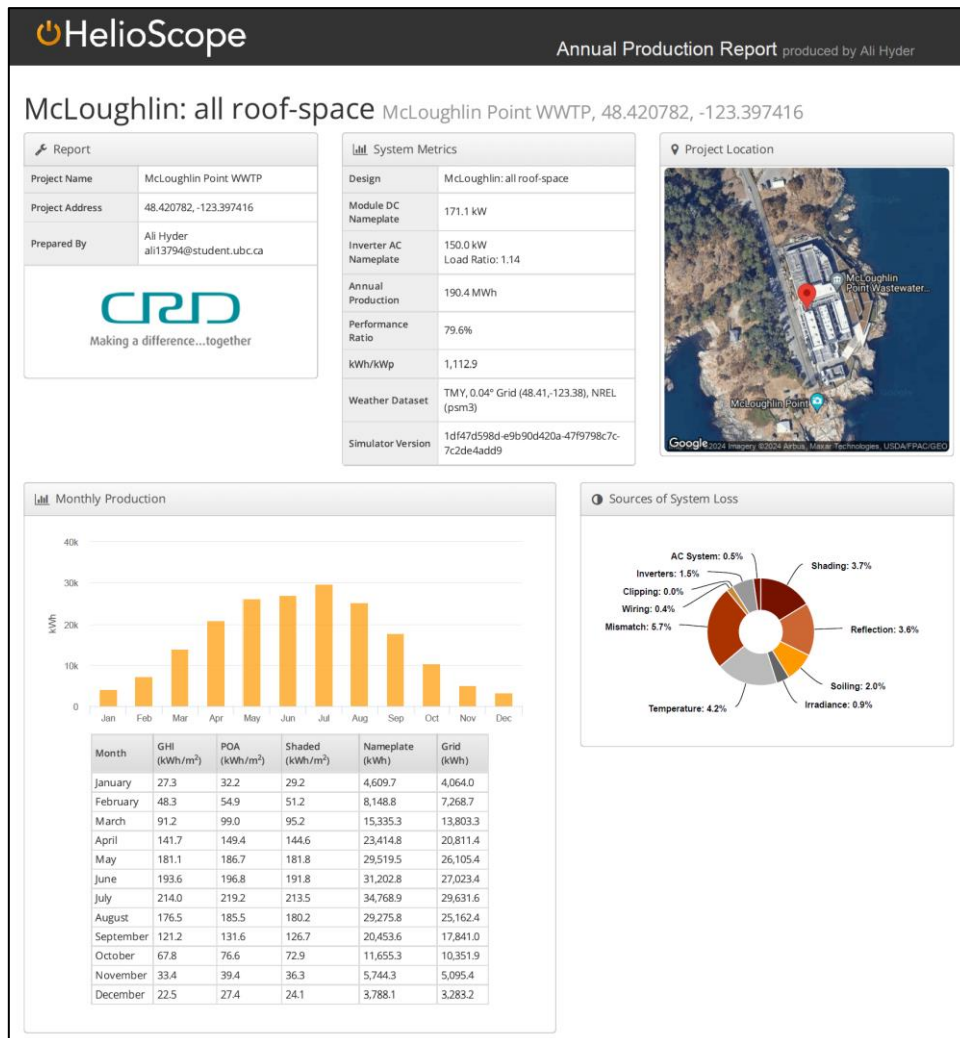 HelioScope
Annual Production Report produced by Ali Hyder
McLoughlin: all roof-space McLoughlin Point WWTP, 48.420782, -123.397416
Report
Project Name McLoughlin Point WWTP
Project Address 48.420782, -123.397416
Prepared By Ali Hyder
ali13794@student.ubc.ca
CRD
Making a difference...together
System Metrics
Design McLoughlin: all roof-space
Module DC
Nameplate 171.1 kW
Inverter AC
Nameplate 150.0 kW
Load Ratio: 1.14
Annual
Production 190.4 MWh
Performance
Ratio 79.6%
kWh/kWp 1,112.9
Weather Dataset TMY, 0.04° Grid (48.41,-123.38), NREL
(psm3)
Simulator Version 1df47d598d-e9b90d420a-47f9798c7c-
7c2de4add9
Project Location
McLoughlin
Point Wastewater...
McLoughlin Point
Google
2024 Imagery ©2024 Airbus, Maxar Technologies, USDA/FPAC/GEO
Monthly Production
kWh
40k
30k
20k
10k
0
Jan Feb Mar Apr May Jun Jul Aug Sep Oct Nov Dec
Month GHI (kWh/m²) POA (kWh/m²) Shaded (kWh/m²) Nameplate (kWh) Grid (kWh)
January 27.3 32.2 29.2 4,609.7 4,064.0
February 48.3 54.9 51.2 8,148.8 7,268.7
March 91.2 99.0 95.2 15,335.3 13,803.3
April 141.7 149.4 144.6 23,414.8 20,811.4
May 181.1 186.7 181.8 29,519.5 26,105.4
June 193.6 196.8 191.8 31,202.8 27,023.4
July 214.0 219.2 213.5 34,768.9 29,631.6
August 176.5 185.5 180.2 29,275.8 25,162.4
September 121.2 131.6 126.7 20,453.6 17,841.0
October 67.8 76.6 72.9 11,655.3 10,351.9
November 33.4 39.4 36.3 5,744.3 5,095.4
December 22.5 27.4 24.1 3,788.1 3,283.2
Sources of System Loss
AC System: 0.5%
Shading: 3.7%
Inverters: 1.5%
Clipping: 0.0%
Wiring: 0.4%
Mismatch: 5.7%
Reflection: 3.6%
Soiling: 2.0%
Irradiance: 0.9%
Temperature: 4.2%